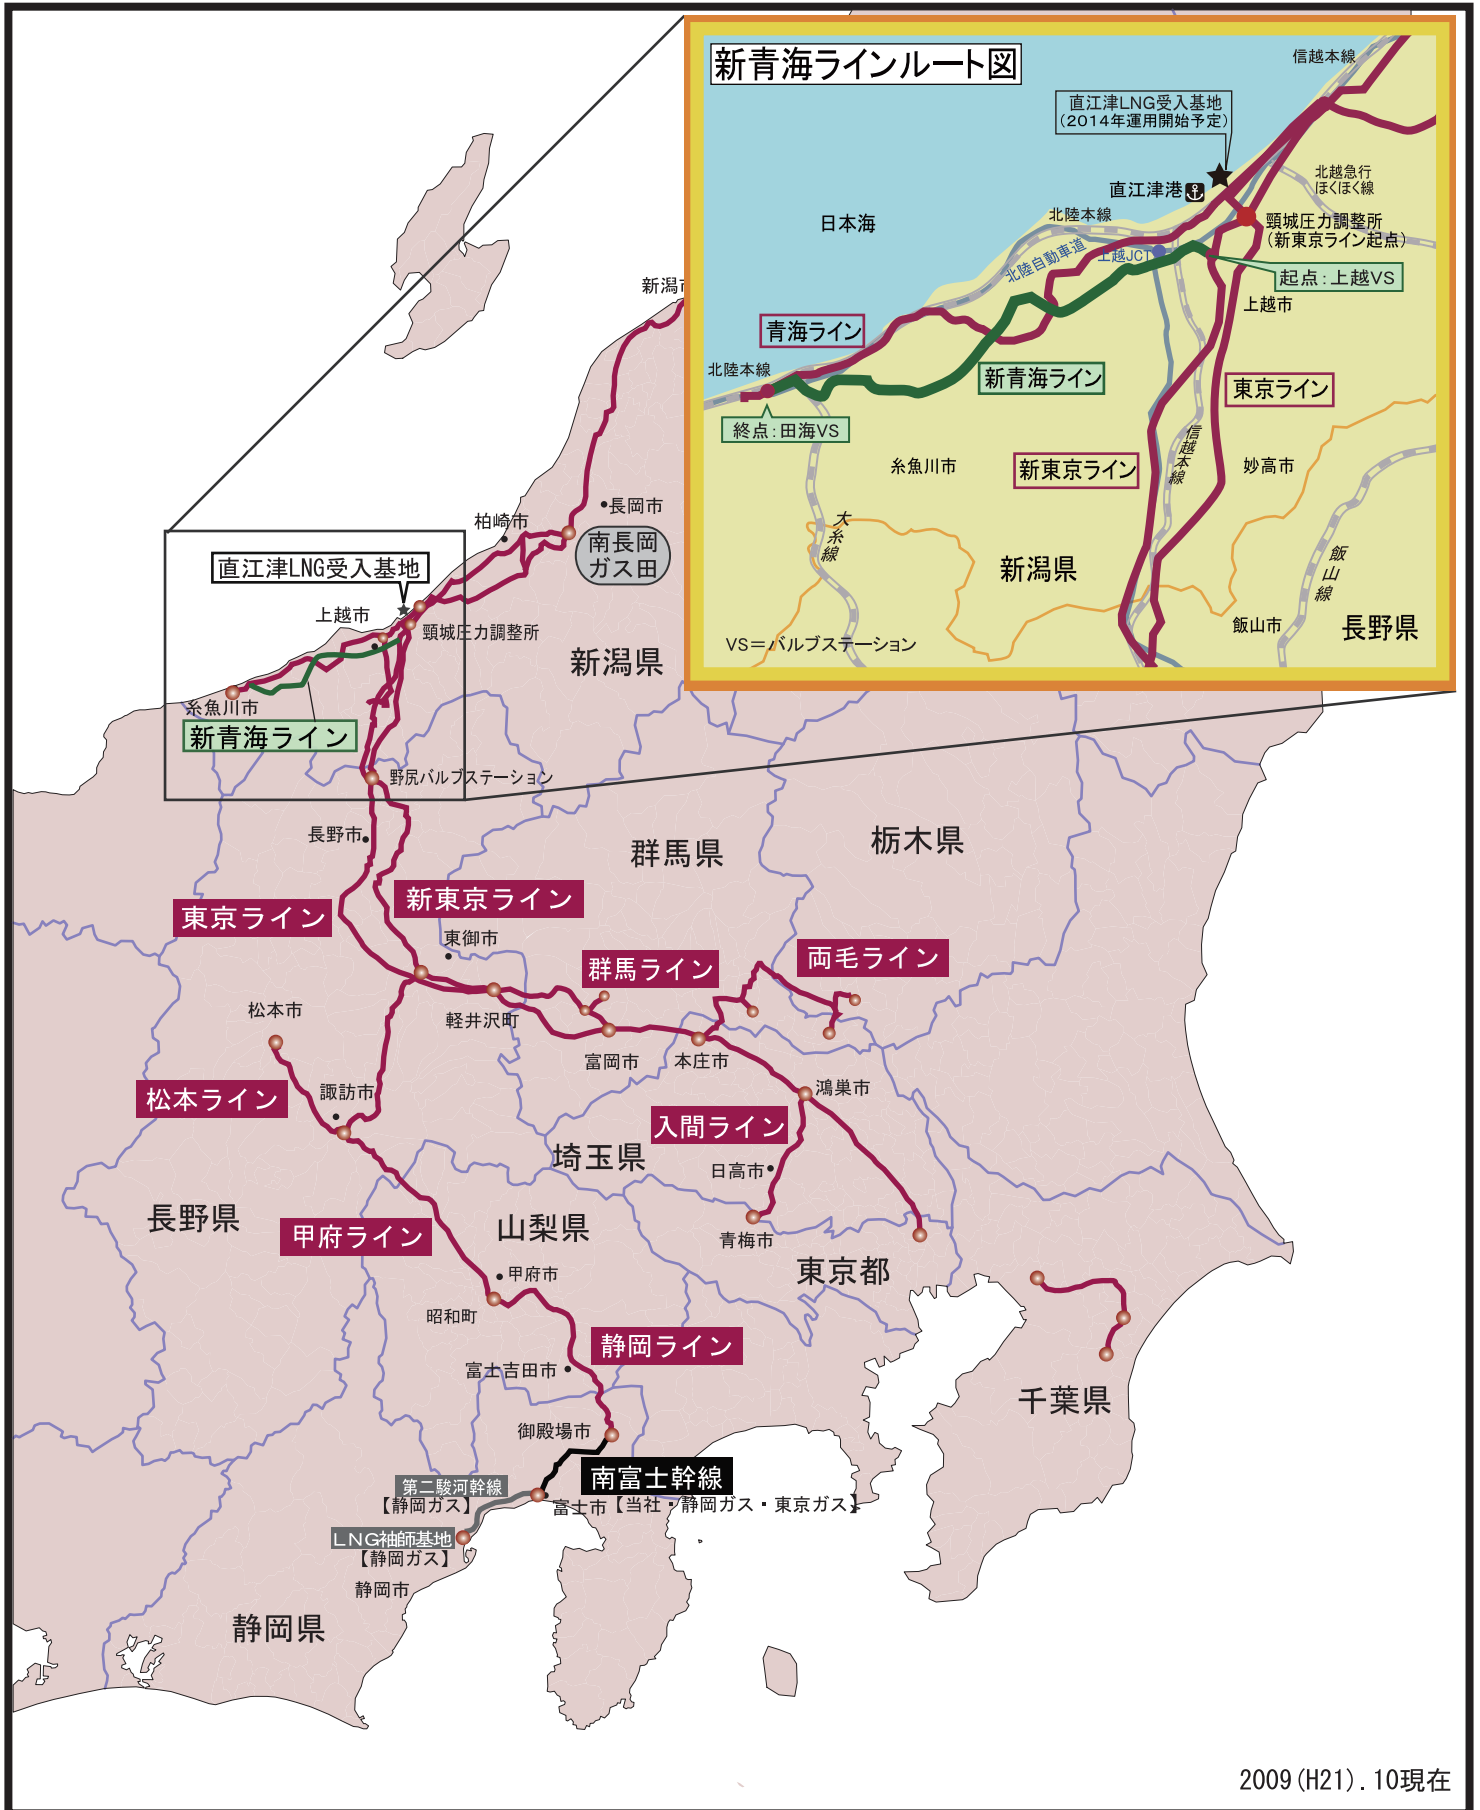 新青海ラインルート図
信越本線
直江津LNG受入基地
(2014年運用開始予定)
北越急行
ほくほく線
直江津港
日本海
北陸本線
頸城圧力調整所
(新東京ライン起点)
北陸自動車道
上越JCT
起点:上越VS
上越市
青海ライン
北陸本線
新青海ライン
東京ライン
終点:田海VS
信越本線
糸魚川市
新東京ライン
妙高市
大糸線
飯山線
新潟県
飯山市
長野県
VS=バルブステーション
新潟市
長岡市
柏崎市
南長岡
ガス田
直江津LNG受入基地
上越市
頸城圧力調整所
新潟県
糸魚川市
新青海ライン
野尻バルブステーション
長野市
群馬県
栃木県
東京ライン
新東京ライン
東御市
群馬ライン
両毛ライン
松本市
軽井沢町
富岡市
本庄市
鴻巣市
松本ライン
諏訪市
入間ライン
埼玉県
日高市
長野県
甲府ライン
山梨県
青梅市
東京都
甲府市
昭和町
静岡ライン
富士吉田市
千葉県
御殿場市
南富士幹線
第二駿河幹線
【静岡ガス】
富士市
【当社・静岡ガス・東京ガス】
LNG袖師基地
【静岡ガス】
静岡市
静岡県
2009(H21).10現在